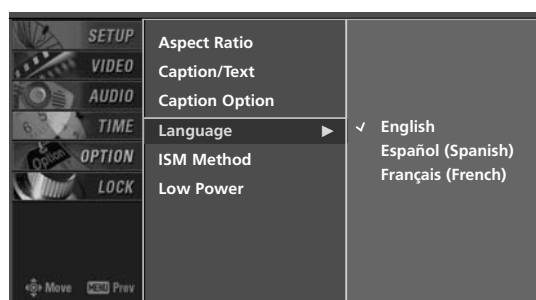 SETUP
VIDEO
AUDIO
TIME
OPTION
LOCK
Move MENU Prev
Aspect Ratio
Caption/Text
Caption Option
Language
ISM Method
Low Power
English
Español (Spanish)
Français (French)